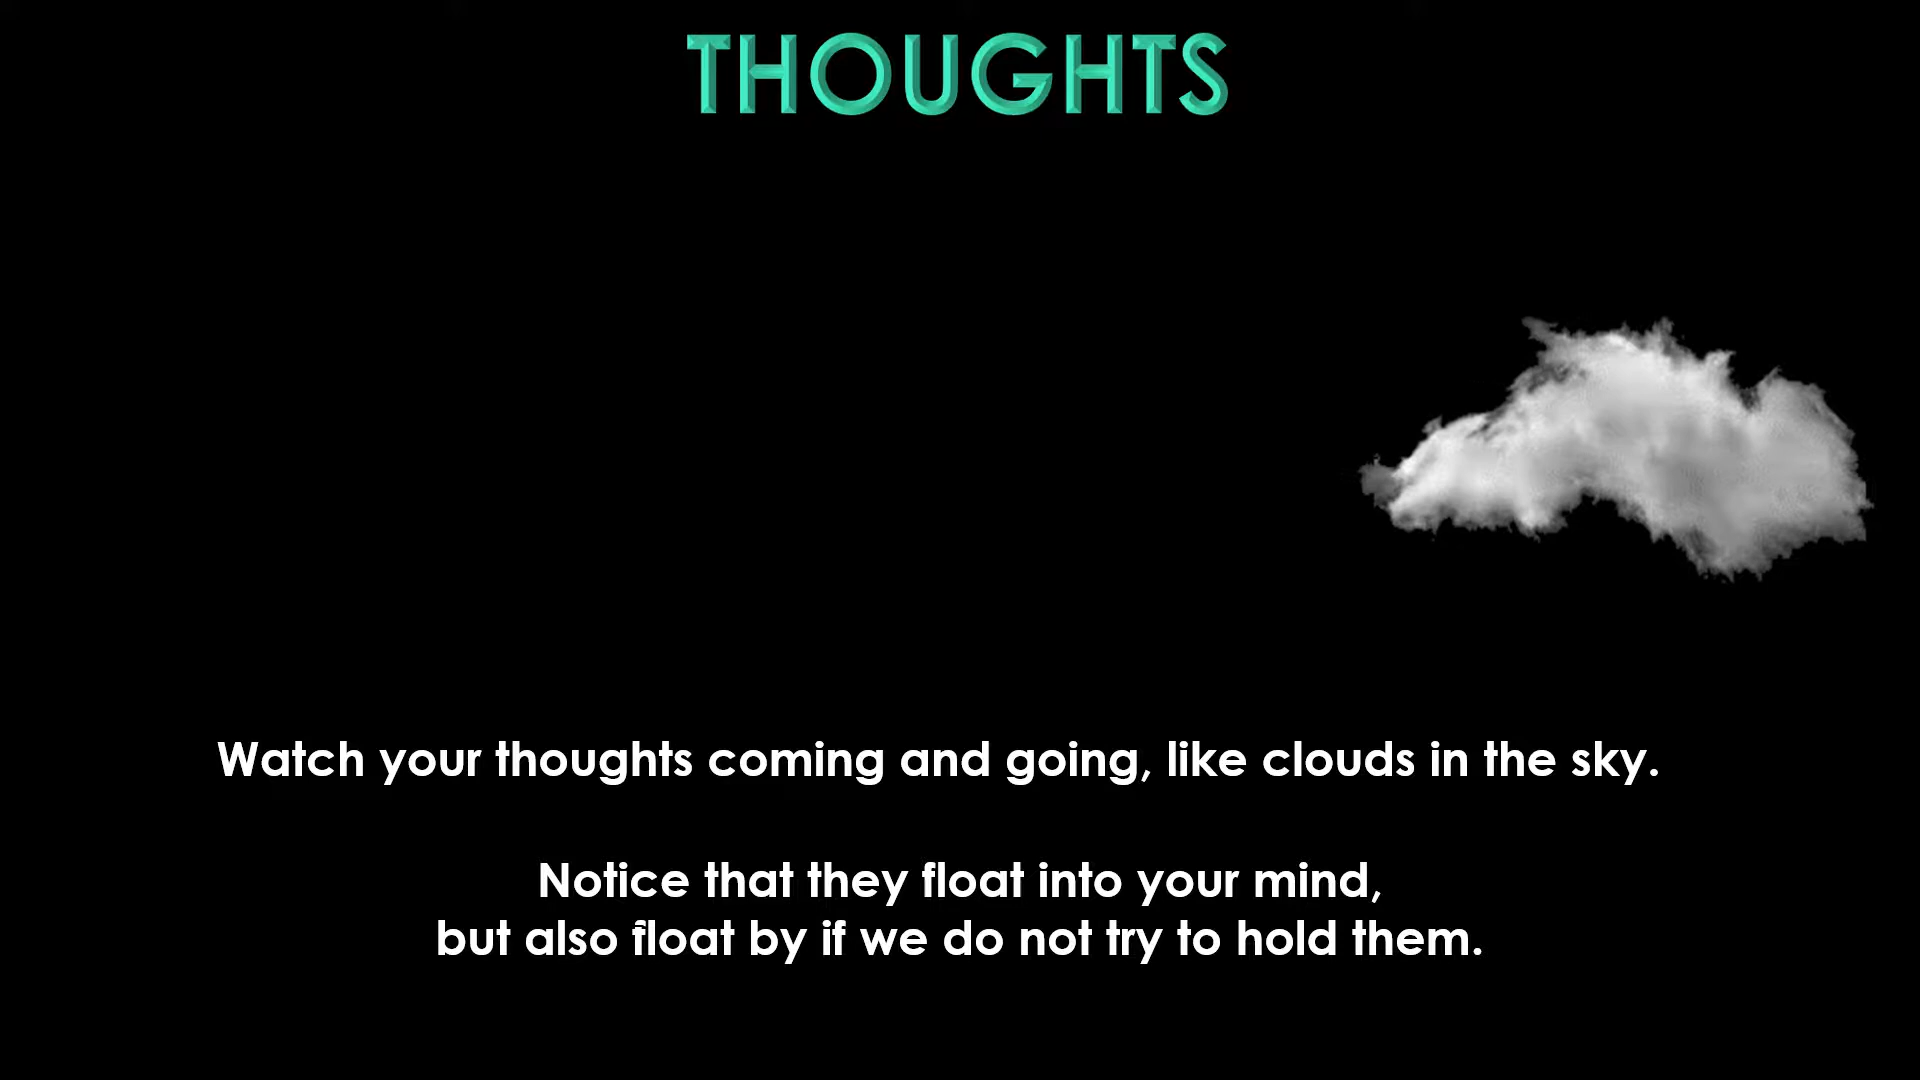 THOUGHTS
Watch your thoughts coming and going, like clouds in the sky.
Notice that they float into your mind,
but also float by if we do not try to hold them.